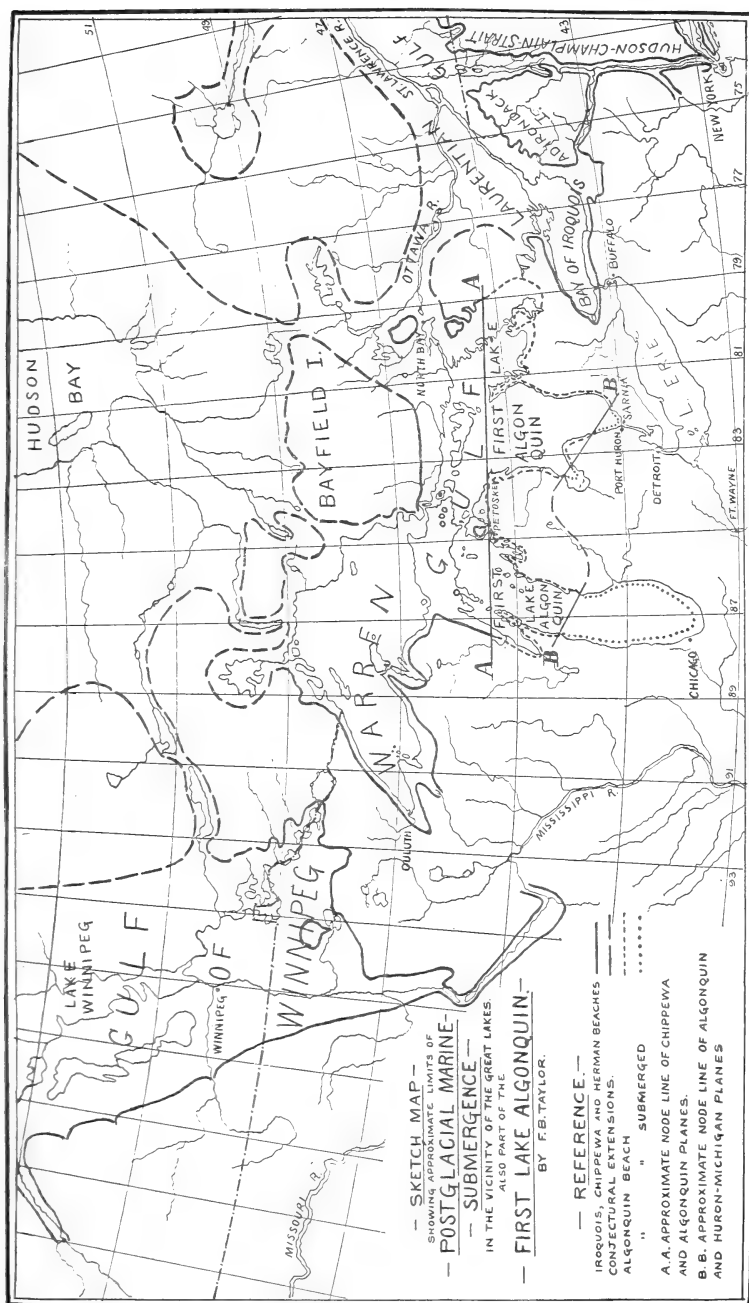 — SKETCH MAP —
SHOWING APPROXIMATE LIMITS OF
— POSTGLACIAL MARINE —
— SUBMERGENCE —
IN THE VICINITY OF THE GREAT LAKES.
ALSO PART OF THE
— FIRST LAKE ALGONQUIN. —
BY F.B. TAYLOR.
— REFERENCE. —
IROQUOIS, CHIPPEWA AND HERMAN BEACHES
CONJECTURAL EXTENSIONS.
ALGONQUIN BEACH
" " SUBMERGED
A.A. APPROXIMATE NODE LINE OF CHIPPEWA
AND ALGONQUIN PLANES.
B.B. APPROXIMATE NODE LINE OF ALGONQUIN
AND HURON-MICHIGAN PLANES
LAKE
WINNIPEG
GULF
OF
WINNIPEG
WINNIPEG
MISSOURI R.
DULUTH
MISSISSIPPI R.
WARREN
GULF
HUDSON
BAY
BAYFIELD I.
NORTH BAY
OTTAWA R.
ST. LAWRENCE R.
LAURENTIAN
GULF
ADIRONDACK
I.
HUDSON-CHAMPLAIN-STRAIT
BAY OF IROQUOIS
NEW YORK
BUFFALO
L. ERIE
A
A
B
B
FIRST
LAKE
ALGON
QUIN
FIRST LAKE
ALGON
QUIN
PETOSKEY
PORT HURON
SARNIA
DETROIT
FT. WAYNE
CHICAGO
51
49
47
43
75
77
79
81
83
87
89
91
93